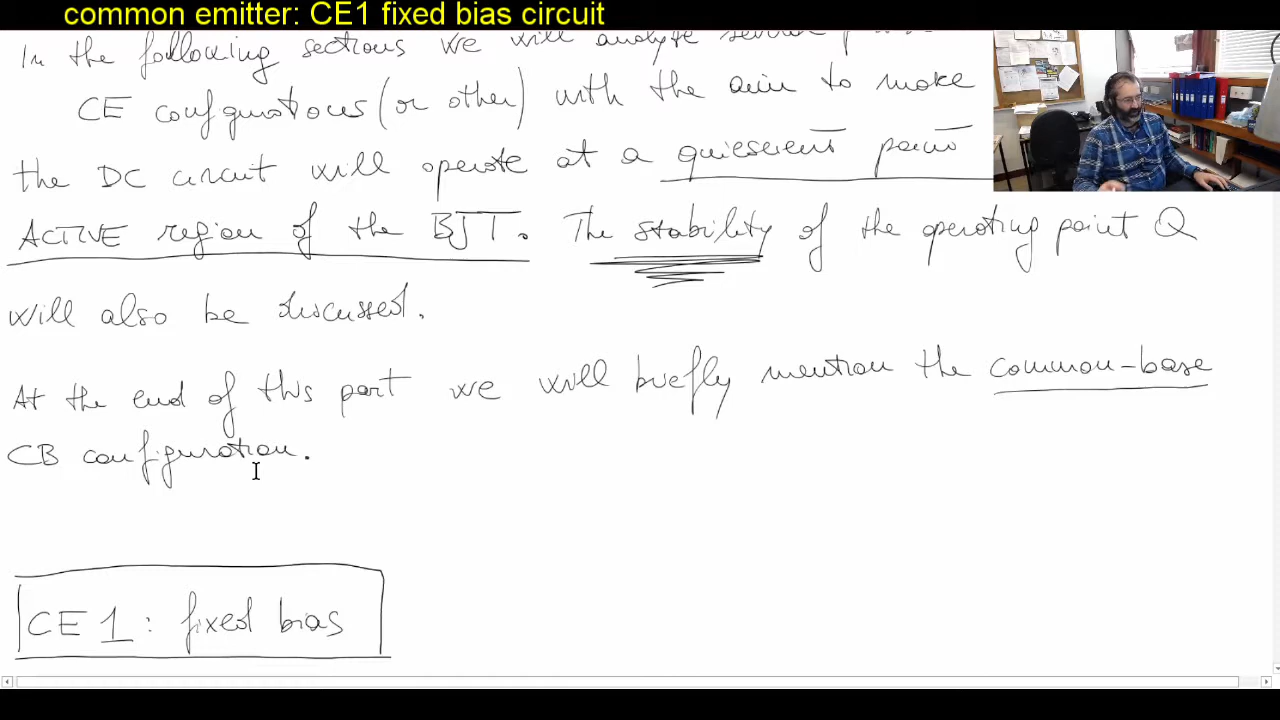 common emitter: CE1 fixed bias circuit
In the following sections we will analyse
CE configurations (or other) with the aim to make
the DC circuit will operate at a quiescent point
ACTIVE region of the BJT. The stability of the operating point Q
will also be discussed.
At the end of this part we will briefly mention the common-base
CB configuration.
CE 1: fixed bias